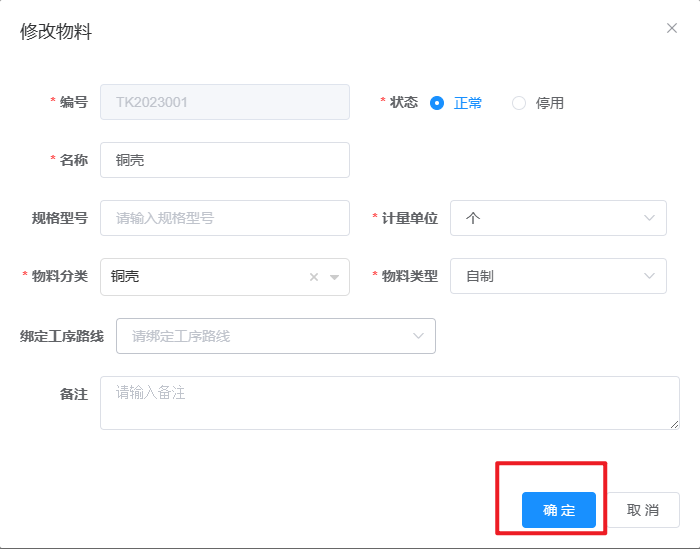 修改物料
* 编号 TK2023001 * 状态 正常 停用
* 名称 铜壳
规格型号 请输入规格型号 * 计量单位 个
* 物料分类 铜壳 * 物料类型 自制
绑定工序路线 请绑定工序路线
备注 请输入备注
确 定 取 消